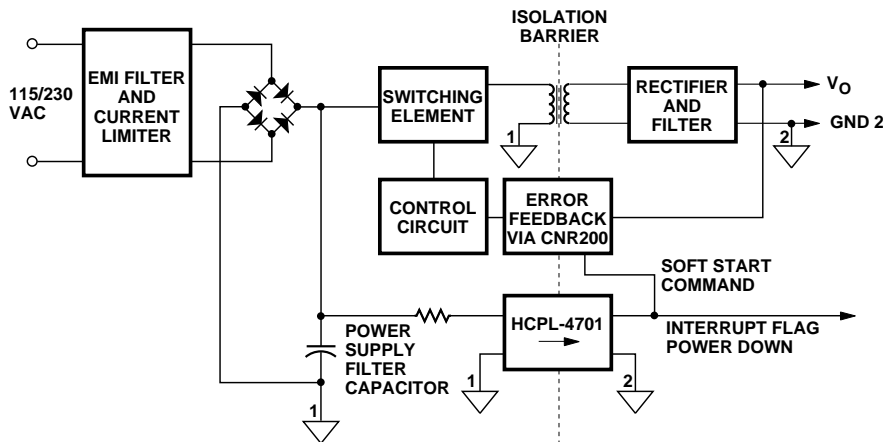 ISOLATION
BARRIER
115/230
VAC
EMI FILTER
AND
CURRENT
LIMITER
SWITCHING
ELEMENT
1
RECTIFIER
AND
FILTER
VO
GND 2
2
CONTROL
CIRCUIT
ERROR
FEEDBACK
VIA CNR200
SOFT START
COMMAND
POWER
SUPPLY
FILTER
CAPACITOR
HCPL-4701
INTERRUPT FLAG
POWER DOWN
1
1
2